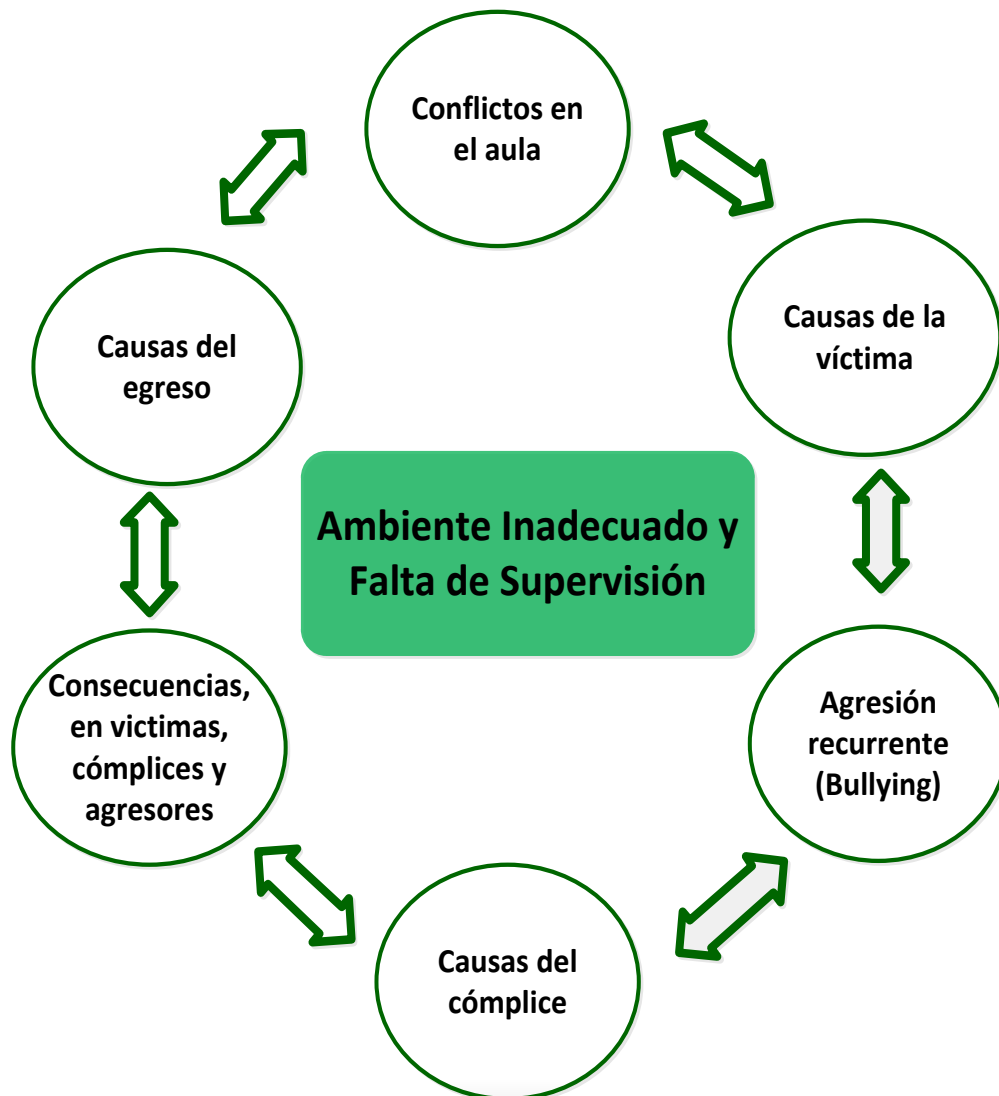 Conflictos en
el aula
Causas de la
víctima
Causas del
egreso
Ambiente Inadecuado y
Falta de Supervisión
Consecuencias,
en victimas,
cómplices y
agresores
Agresión
recurrente
(Bullying)
Causas del
cómplice